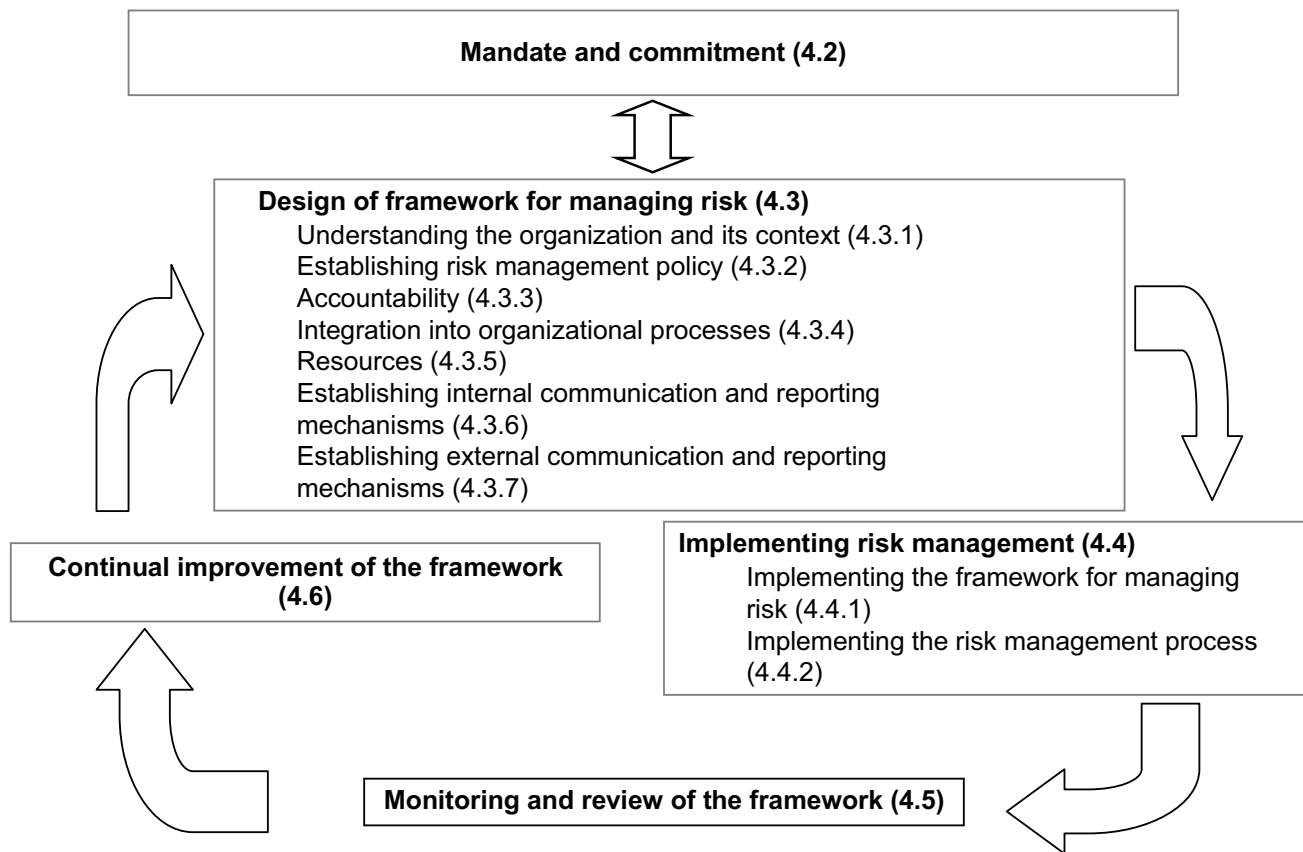 Mandate and commitment (4.2)
Design of framework for managing risk (4.3)
Understanding the organization and its context (4.3.1)
Establishing risk management policy (4.3.2)
Accountability (4.3.3)
Integration into organizational processes (4.3.4)
Resources (4.3.5)
Establishing internal communication and reporting
mechanisms (4.3.6)
Establishing external communication and reporting
mechanisms (4.3.7)
Implementing risk management (4.4)
Implementing the framework for managing
risk (4.4.1)
Implementing the risk management process
(4.4.2)
Continual improvement of the framework
(4.6)
Monitoring and review of the framework (4.5)